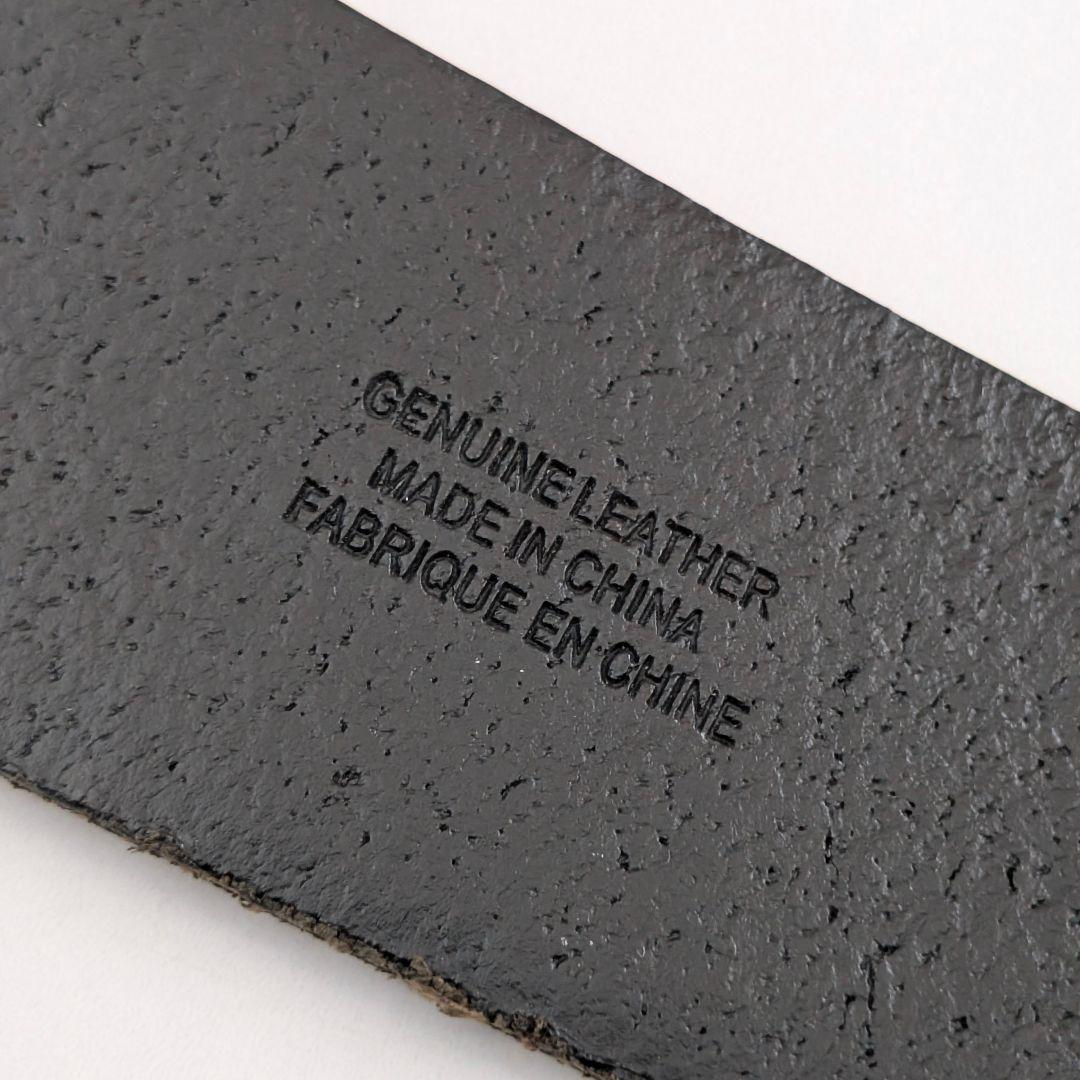 GENUINE LEATHER
MADE IN CHINA
FABRIQUE EN CHINE